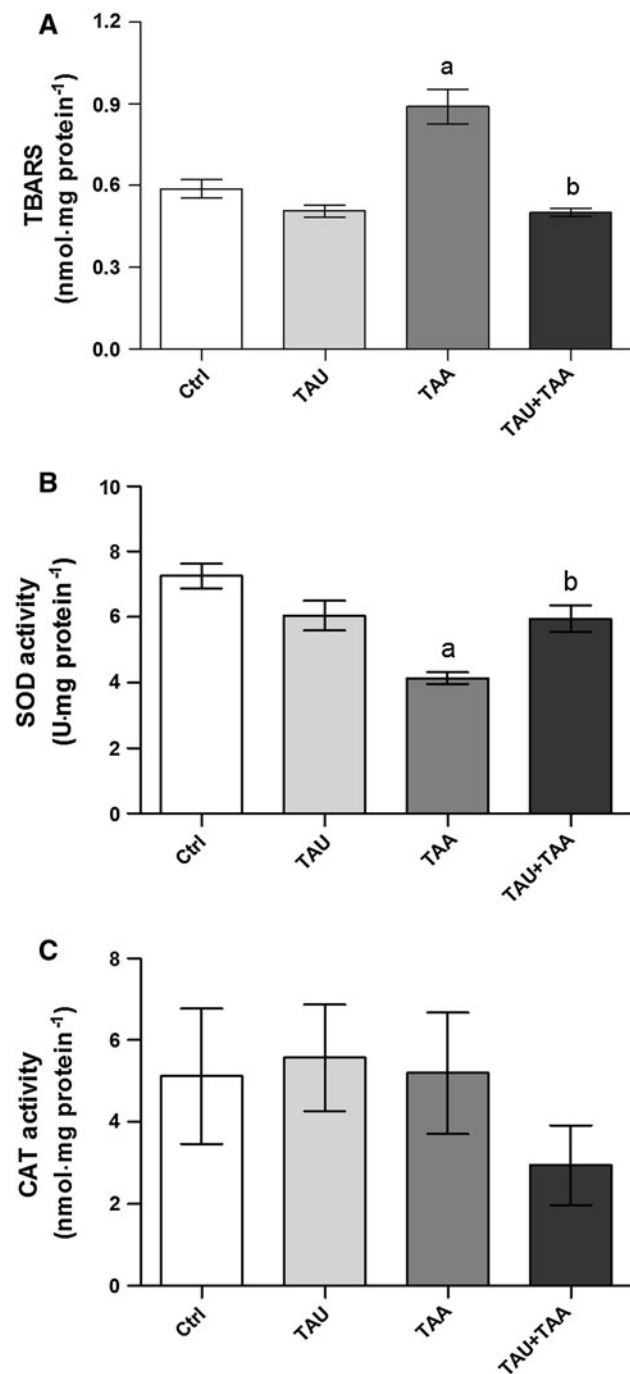 A
TBARS
(nmol·mg protein⁻¹)
1.2
0.9
0.6
0.3
0.0
a
b
Ctrl
TAU
TAA
TAU+TAA
B
SOD activity
(U·mg protein⁻¹)
10
8
6
4
2
0
a
b
Ctrl
TAU
TAA
TAU+TAA
C
CAT activity
(nmol·mg protein⁻¹)
8
6
4
2
0
Ctrl
TAU
TAA
TAU+TAA